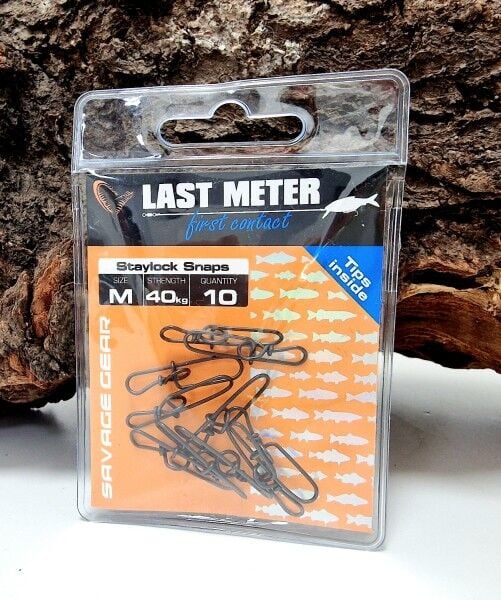 LAST METER
first contact
Staylock Snaps
SIZE STRENGTH QUANTITY
M 40kg 10
Tips
inside
SAVAGE GEAR